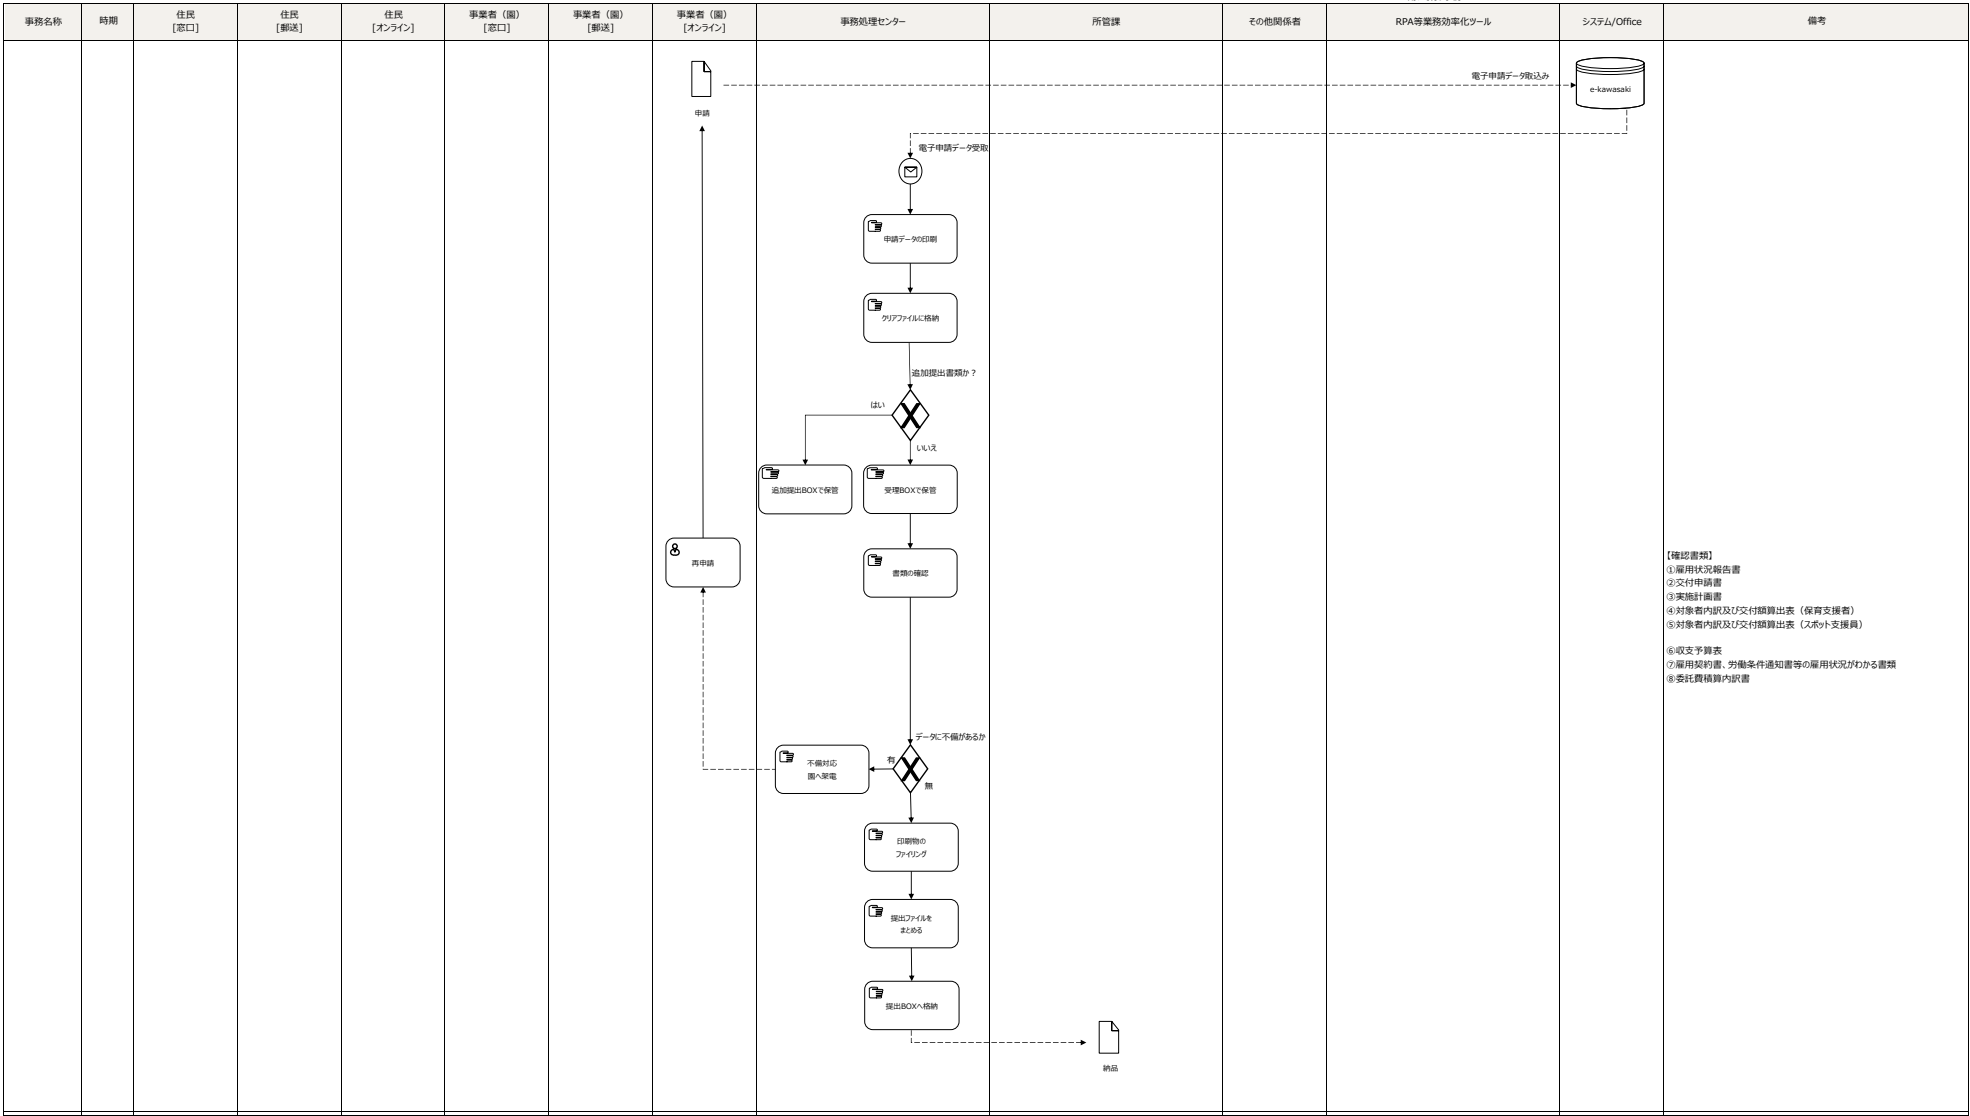 事務名称
時期
住民
[窓口]
住民
[郵送]
住民
[オンライン]
事業者（園）
[窓口]
事業者（園）
[郵送]
事業者（園）
[オンライン]
事務処理センター
所管課
その他関係者
RPA等業務効率化ツール
システム/Office
備考
電子申請データ取込み
e-kawasaki
申請
電子申請データ受取
申請データの印刷
クリアファイルに格納
追加提出書類か？
はい
いいえ
追加提出BOXで保管
受理BOXで保管
再申請
書類の確認
【確認書類】
①雇用状況報告書
②交付申請書
③実施計画書
④対象者内訳及び交付額算出表（保育支援者）
⑤対象者内訳及び交付額算出表（スポット支援員）
⑥収支予算表
⑦雇用契約書、労働条件通知書等の雇用状況がわかる書類
⑧委託費積算内訳書
データに不備があるか
有
不備対応
園へ架電
無
印刷物の
ファイリング
提出ファイルを
まとめる
提出BOXへ格納
納品